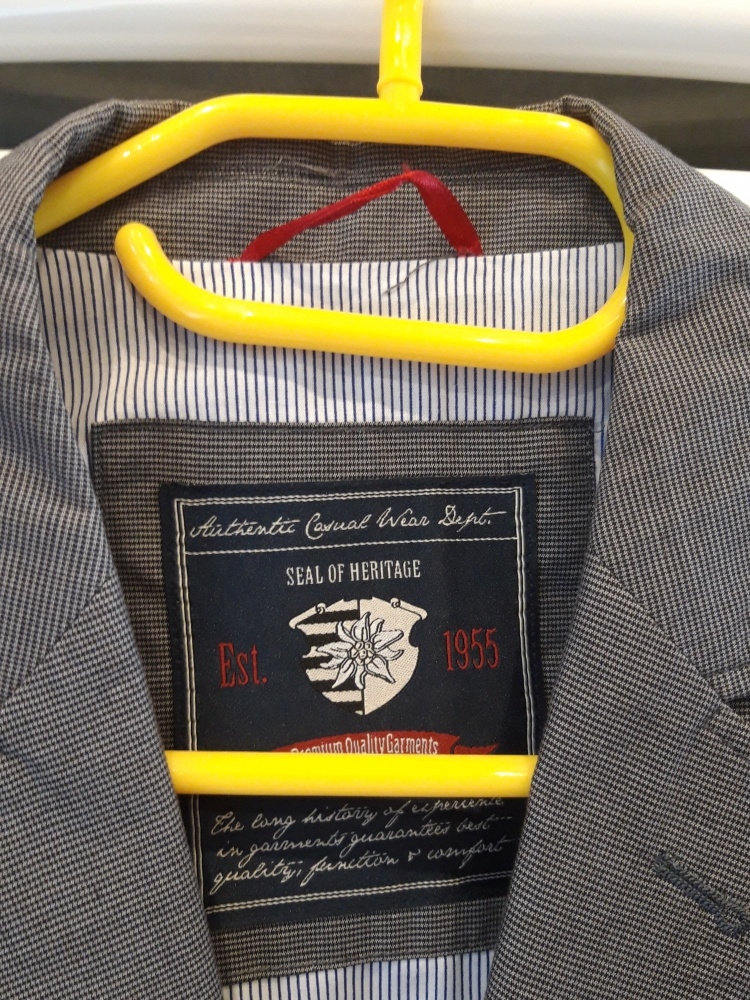 Authentic Casual Wear Dept.
SEAL OF HERITAGE
Est. 1955
Premium Quality Garments
The long history of experience
in garments guarantees best...
quality, function & comfort